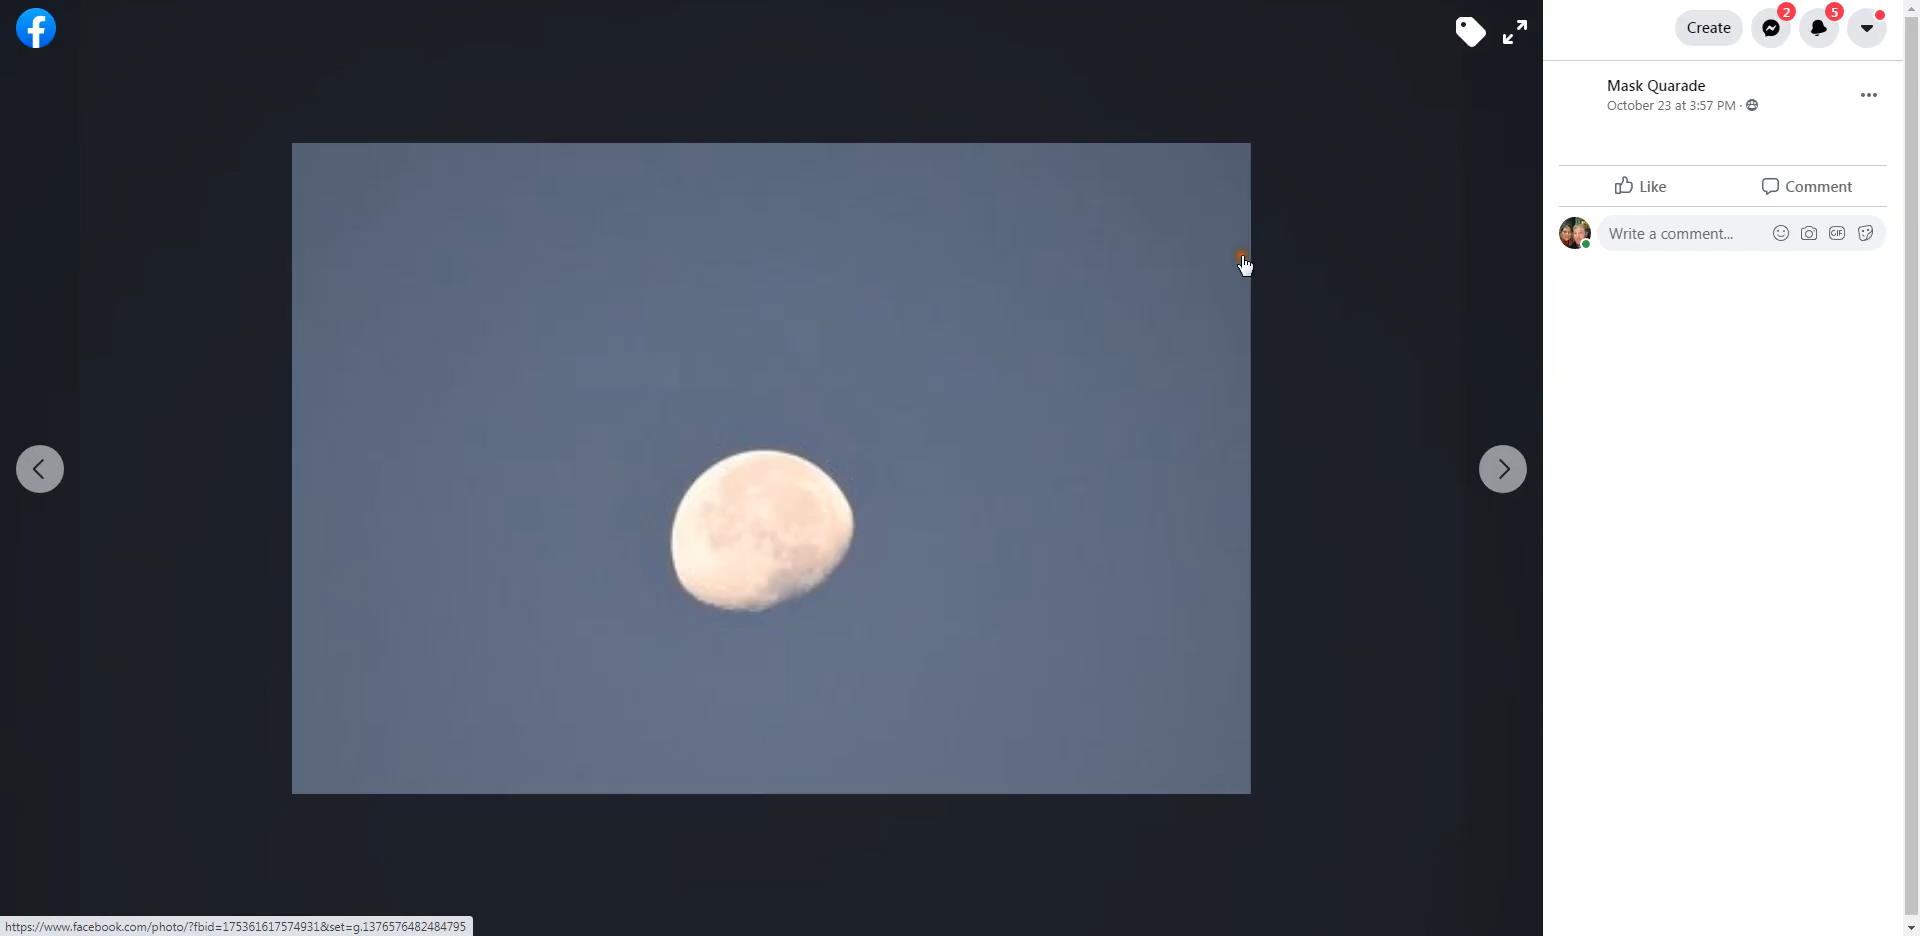 Create
2
5
Mask Quarade
October 23 at 3:57 PM ·
Like
Comment
Write a comment...
GIF
https://www.facebook.com/photo/?fbid=175361617574931&set=g.1376576482484795